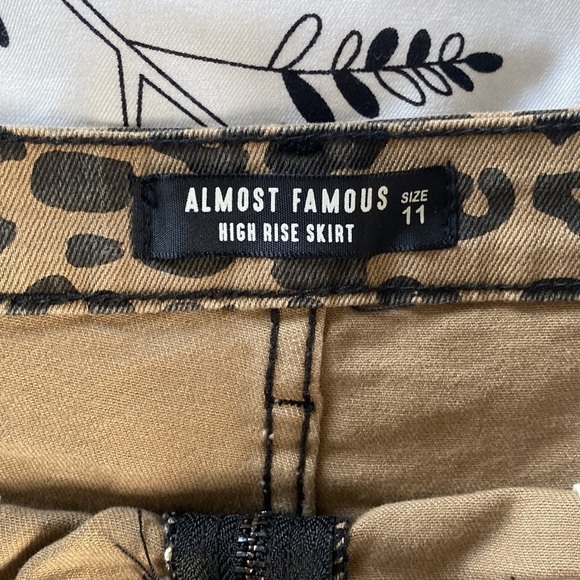 ALMOST FAMOUS SIZE 11
HIGH RISE SKIRT